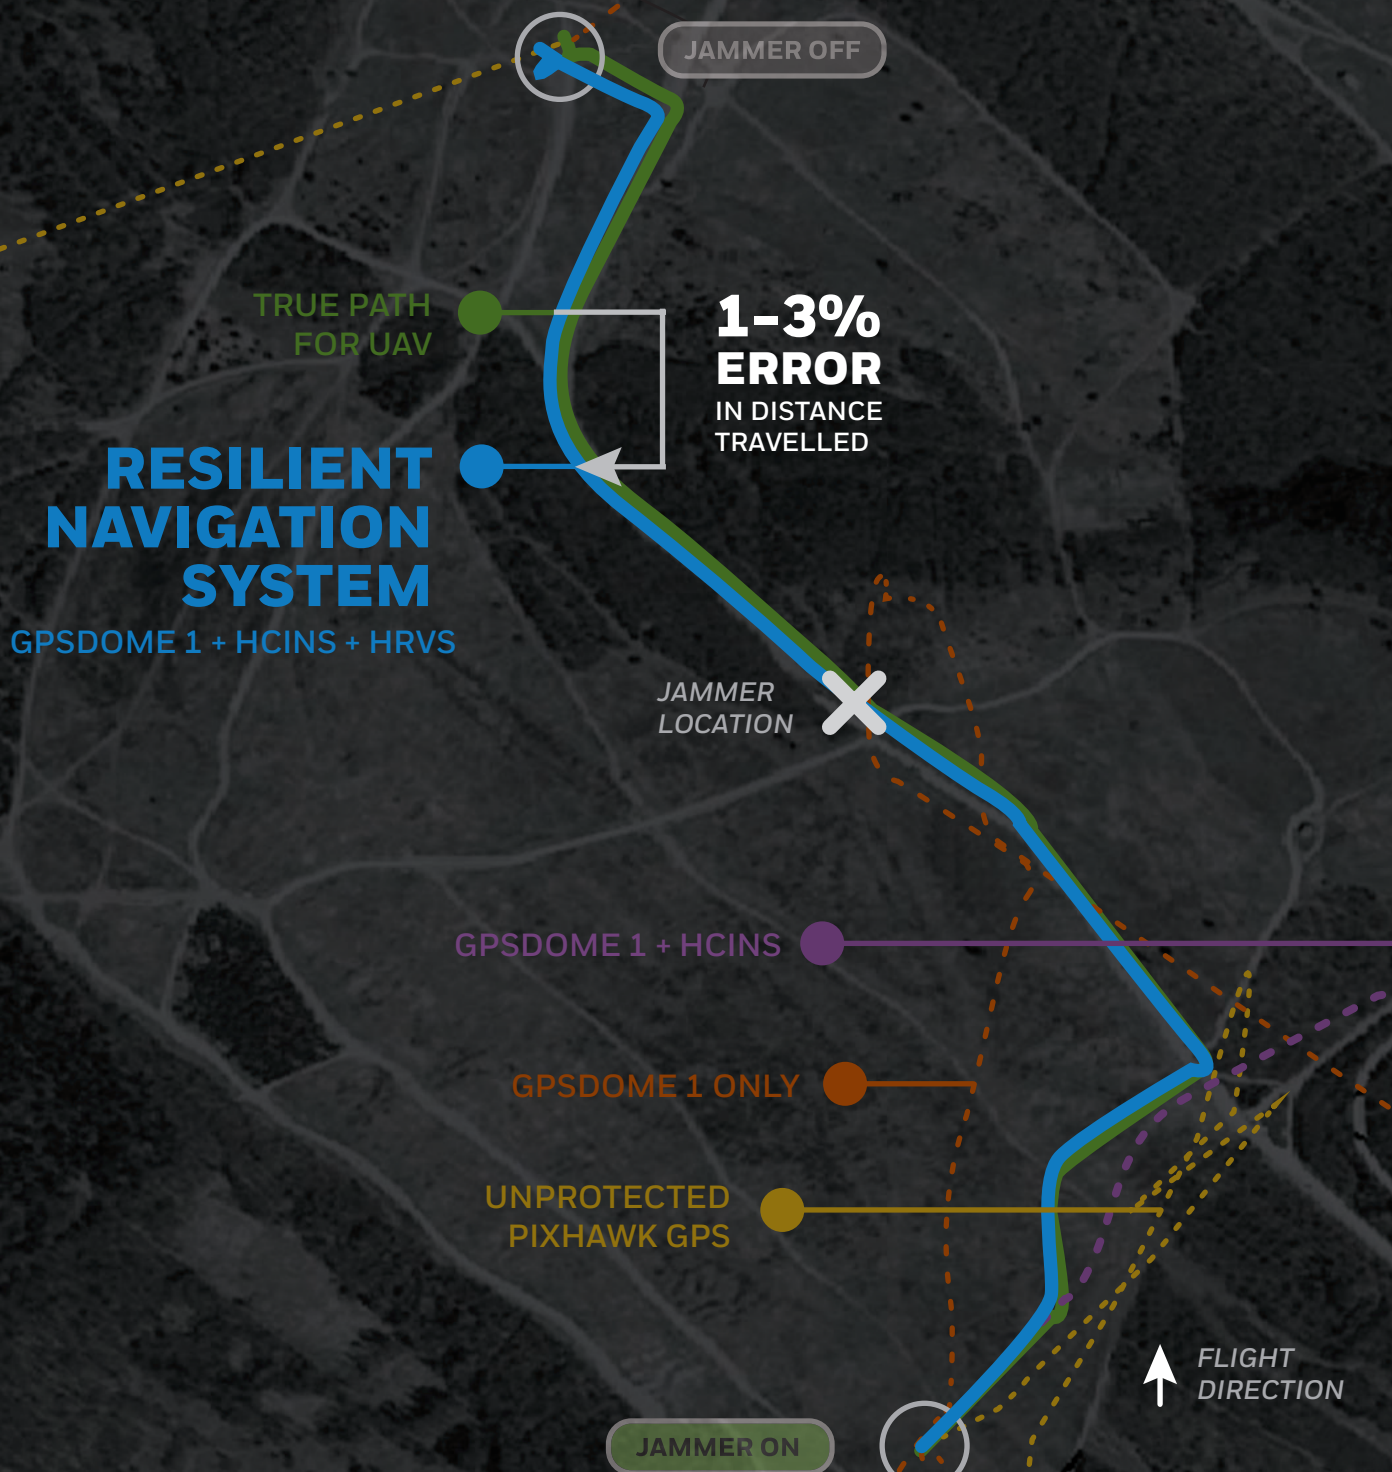 JAMMER OFF
TRUE PATH
FOR UAV
1-3%
ERROR
IN DISTANCE
TRAVELLED
RESILIENT
NAVIGATION
SYSTEM
GPSDOME 1 + HCINS + HRVS
JAMMER
LOCATION
GPSDOME 1 + HCINS
GPSDOME 1 ONLY
UNPROTECTED
PIXHAWK GPS
FLIGHT
DIRECTION
JAMMER ON